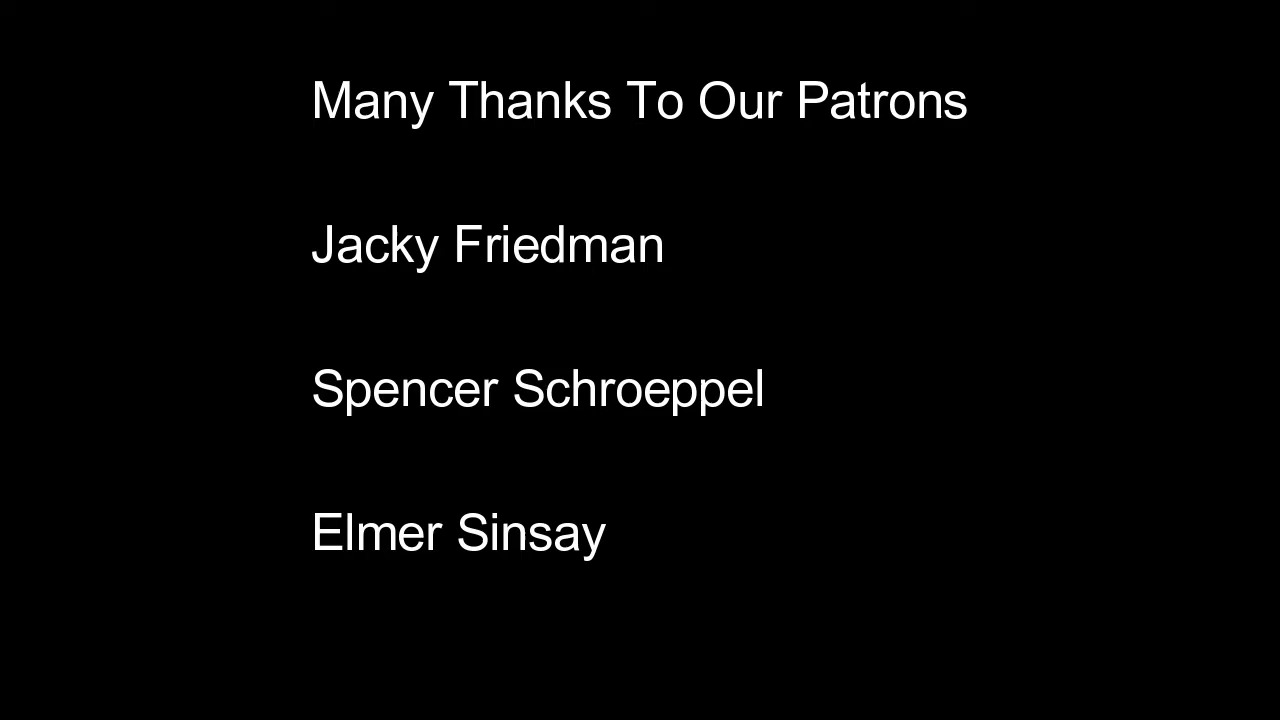 Many Thanks To Our Patrons
Jacky Friedman
Spencer Schroeppel
Elmer Sinsay